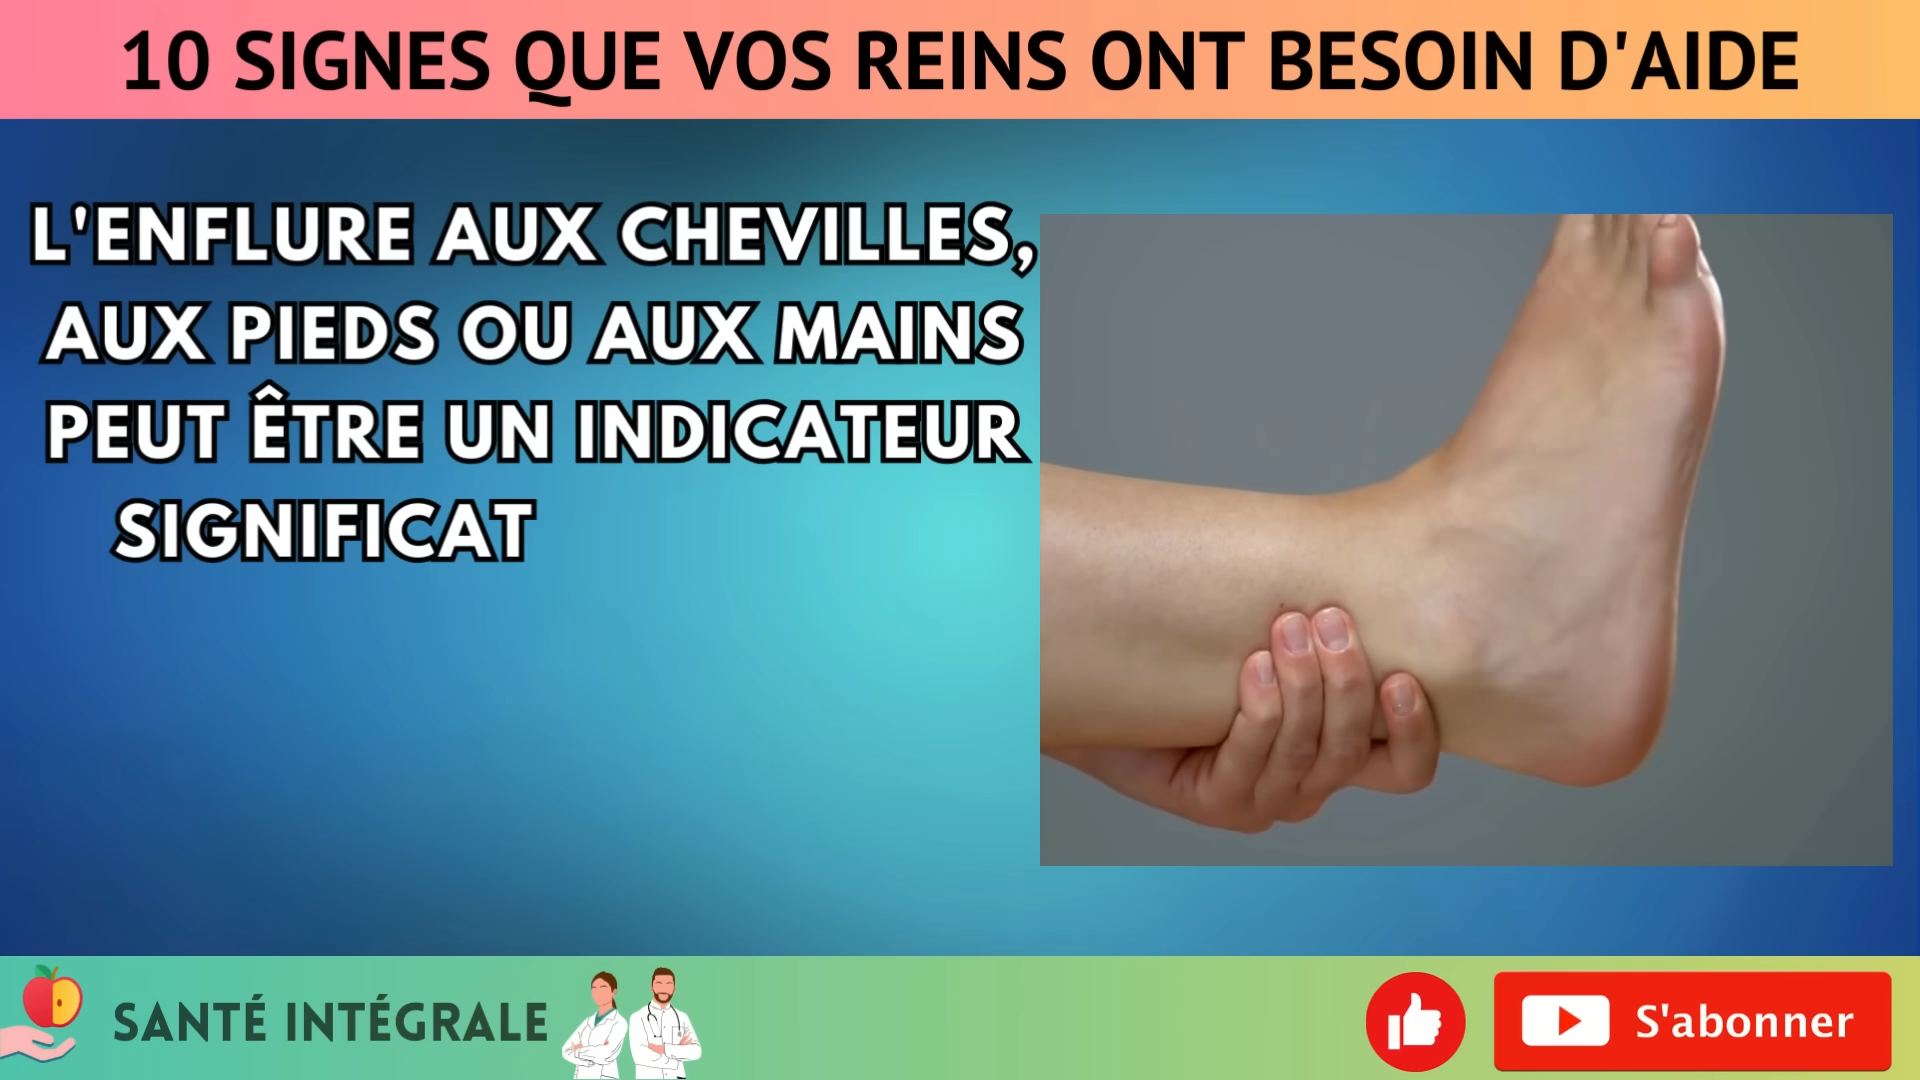 10 SIGNES QUE VOS REINS ONT BESOIN D'AIDE
L'ENFLURE AUX CHEVILLES,
AUX PIEDS OU AUX MAINS
PEUT ÊTRE UN INDICATEUR
SIGNIFICAT
SANTÉ INTÉGRALE
S'abonner